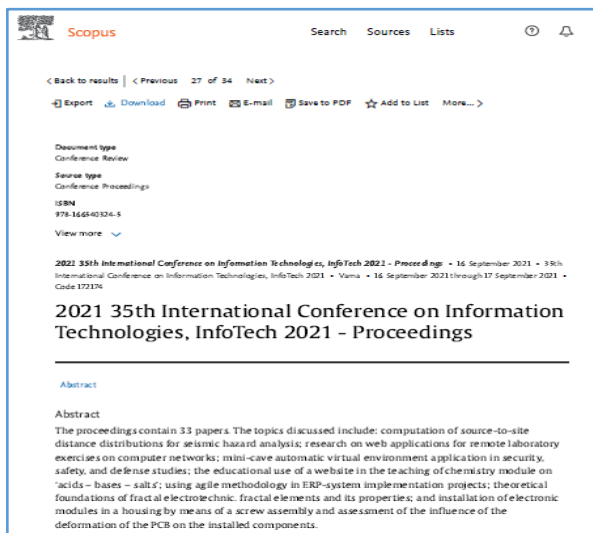 Scopus
Search Sources Lists
Back to results | Previous 27 of 34 Next
Export Download Print E-mail Save to PDF Add to List More...
Document type
Conference Review
Source type
Conference Proceedings
ISBN
978-166540324-5
View more
2021 35th International Conference on Information Technologies, InfoTech 2021 - Proceedings • 16 September 2021 • 35th
International Conference on Information Technologies, InfoTech 2021 • Varna • 16 September 2021 through 17 September 2021 •
Code 172174
2021 35th International Conference on Information
Technologies, InfoTech 2021 - Proceedings
Abstract
Abstract
The proceedings contain 33 papers. The topics discussed include: computation of source-to-site
distance distributions for seismic hazard analysis; research on web applications for remote laboratory
exercises on computer networks; mini-cave automatic virtual environment application in security,
safety, and defense studies; the educational use of a website in the teaching of chemistry module on
'acids – bases – salts'; using agile methodology in ERP-system implementation projects; theoretical
foundations of fractal electrotechnic. fractal elements and its properties; and installation of electronic
modules in a housing by means of a screw assembly and assessment of the influence of the
deformation of the PCB on the installed components.